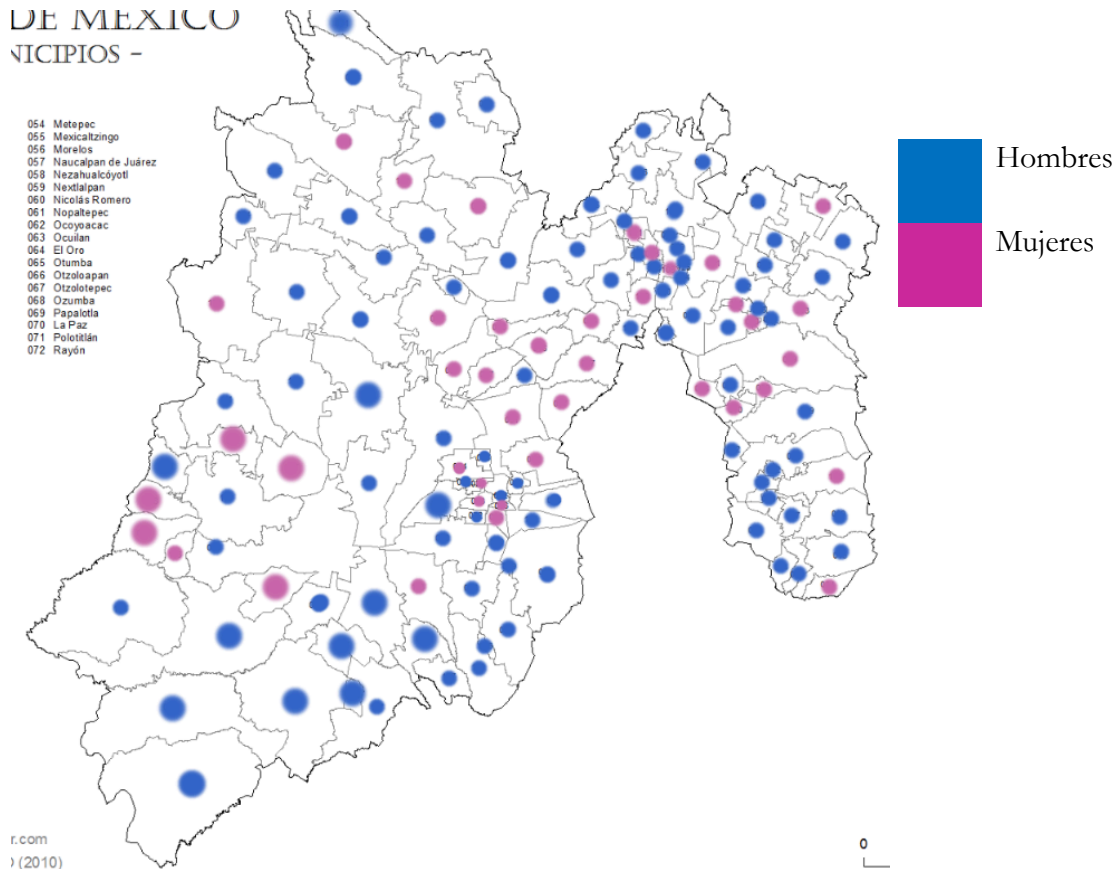 DE MÉXICO
NICIPIOS -
054 Metepec
055 Mexicaltzingo
056 Morelos
057 Naucalpan de Juárez
058 Nezahualcóyotl
059 Nextlalpan
060 Nicolás Romero
061 Nopaltepec
062 Ocoyoacac
063 Ocuilan
064 El Oro
065 Otumba
066 Otzoloapan
067 Otzolotepec
068 Ozumba
069 Papalotla
070 La Paz
071 Polotitlán
072 Rayón
Hombres
Mujeres
r.com
(2010)
0